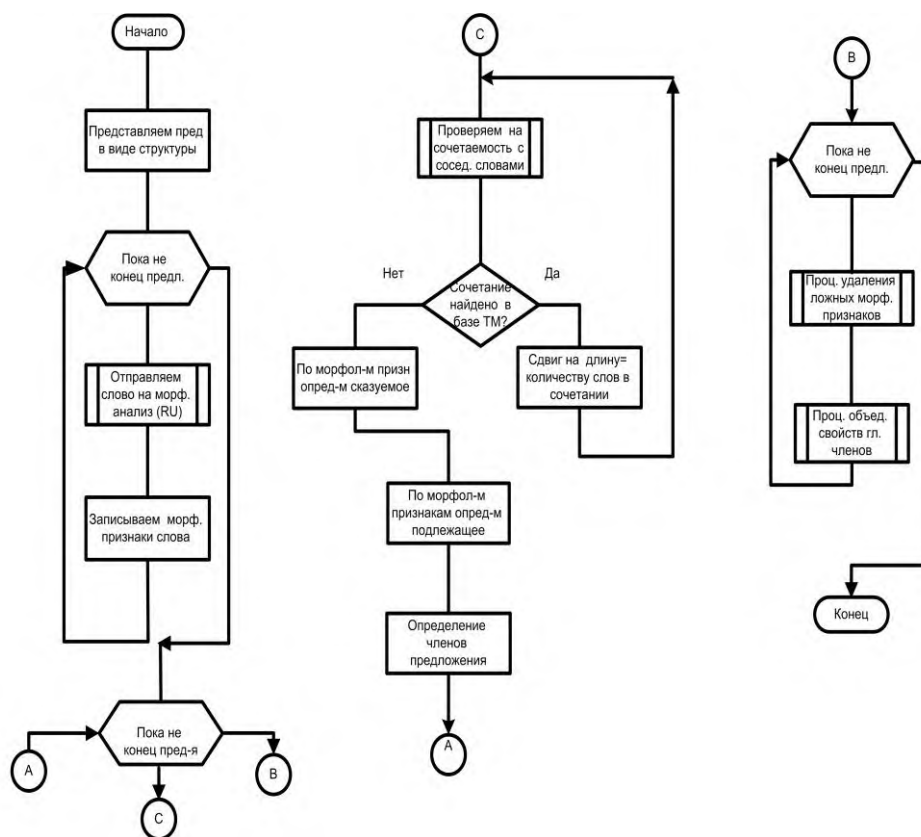 Начало
Представляем пред
в виде структуры
Пока не
конец предл.
Отправляем
слово на морф.
анализ (RU)
Записываем морф.
признаки слова
Пока не
конец пред-я
A
B
C
C
Проверяем на
сочетаемость с
сосед. словами
Нет
Да
Сочетание
найдено в
базе ТМ?
По морфол-м призн
опред-м сказуемое
Сдвиг на длину=
количеству слов в
сочетании
По морфол-м
признакам опред-м
подлежащее
Определение
членов
предложения
A
B
Пока не
конец предл.
Проц. удаления
ложных морф.
признаков
Проц. объед.
свойств гл.
членов
Конец